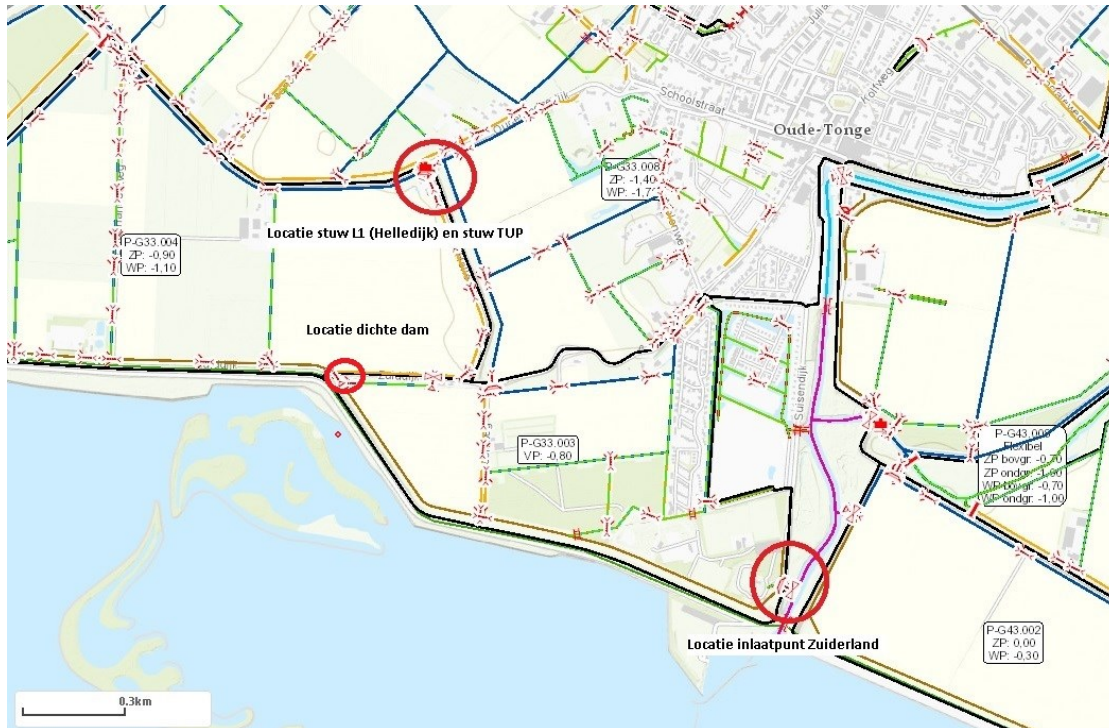 Schoolstraat
Kolfweg
Oude-Tonge
P-G33.008
ZP: -1,40
Locatie stuw L1 (Helledijk) en stuw TUP
P-G33.004
ZP: -0,90
WP: -1,10
Locatie dichte dam
Suisendijk
P-G33.003
VP: -0,80
Flexibel
ZP bovgr: -0,70
ZP ondgr: -1,00
WP bovgr: -0,70
WP ondgr: -1,00
Locatie inlaatpunt Zuiderland
P-G43.002
ZP: 0,00
WP: -0,30
0.3km